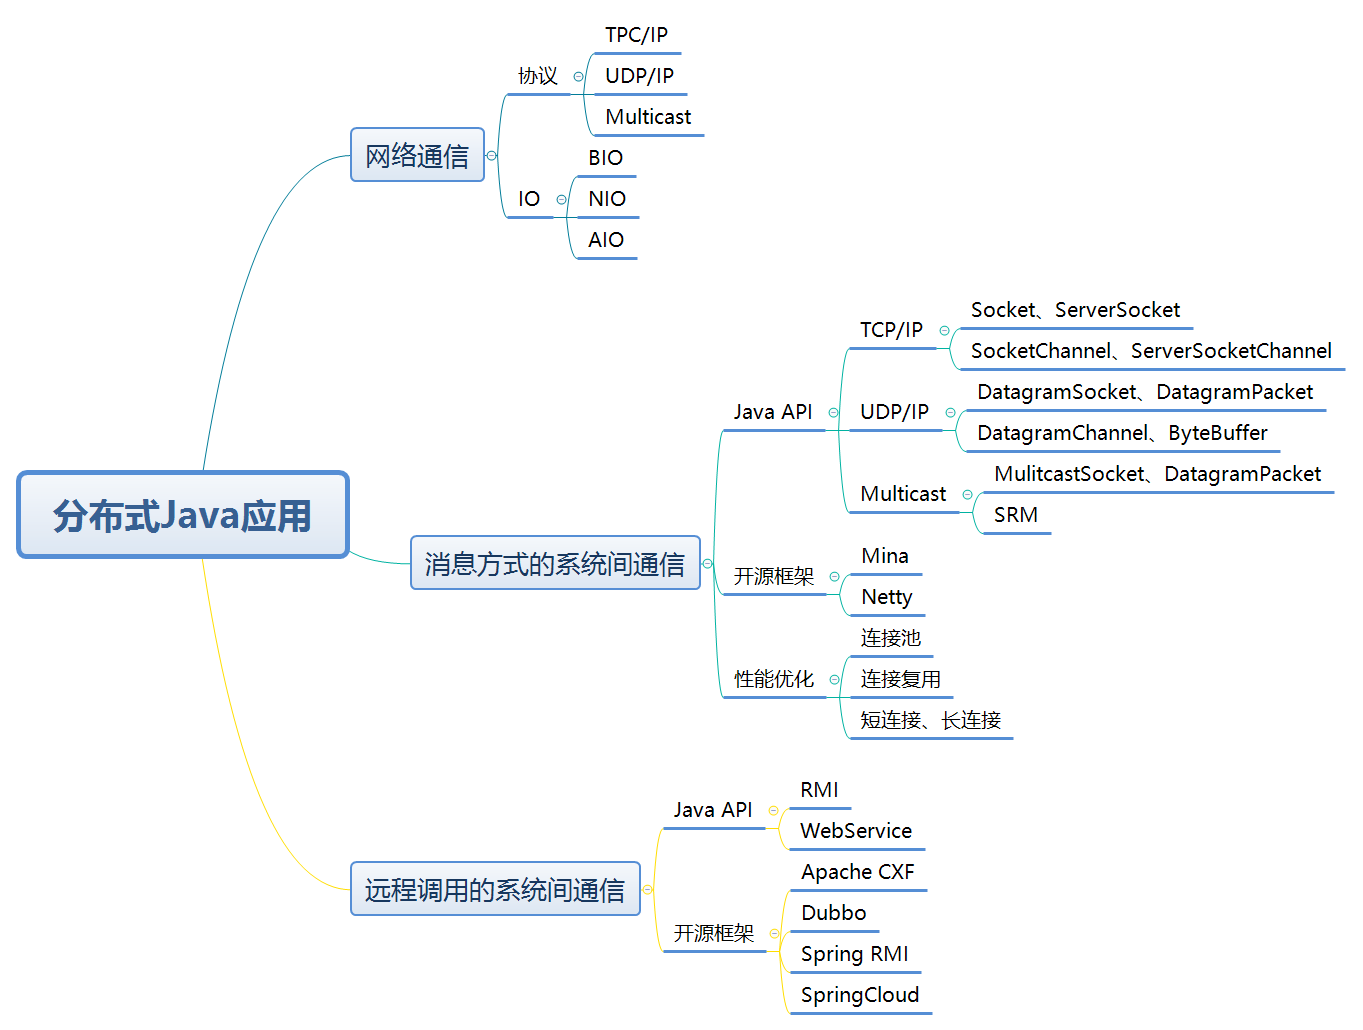 分布式Java应用
网络通信
协议
TPC/IP
UDP/IP
Multicast
IO
BIO
NIO
AIO
消息方式的系统间通信
Java API
TCP/IP
Socket、ServerSocket
SocketChannel、ServerSocketChannel
UDP/IP
DatagramSocket、DatagramPacket
DatagramChannel、ByteBuffer
Multicast
MulitcastSocket、DatagramPacket
SRM
开源框架
Mina
Netty
性能优化
连接池
连接复用
短连接、长连接
远程调用的系统间通信
Java API
RMI
WebService
开源框架
Apache CXF
Dubbo
Spring RMI
SpringCloud